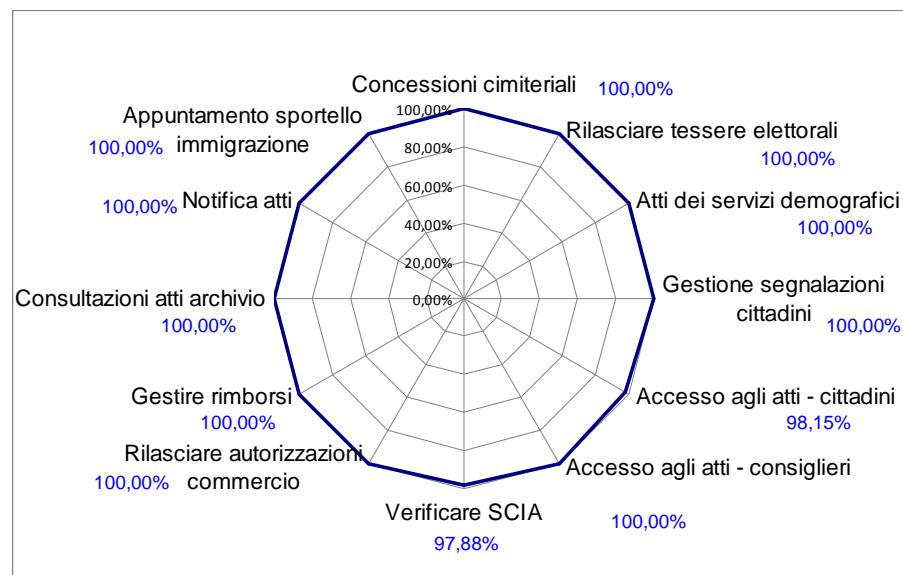 Concessioni cimiteriali 100,00%
Appuntamento sportello
immigrazione
100,00%
Rilasciare tessere elettorali
100,00%
Notifica atti
100,00%
Atti dei servizi demografici
100,00%
Consultazioni atti archivio
100,00%
Gestione segnalazioni
cittadini
100,00%
Gestire rimborsi
100,00%
Accesso agli atti - cittadini
98,15%
Rilasciare autorizzazioni
commercio
100,00%
Accesso agli atti - consiglieri
100,00%
Verificare SCIA
97,88%
100,00%
80,00%
60,00%
40,00%
20,00%
0,00%